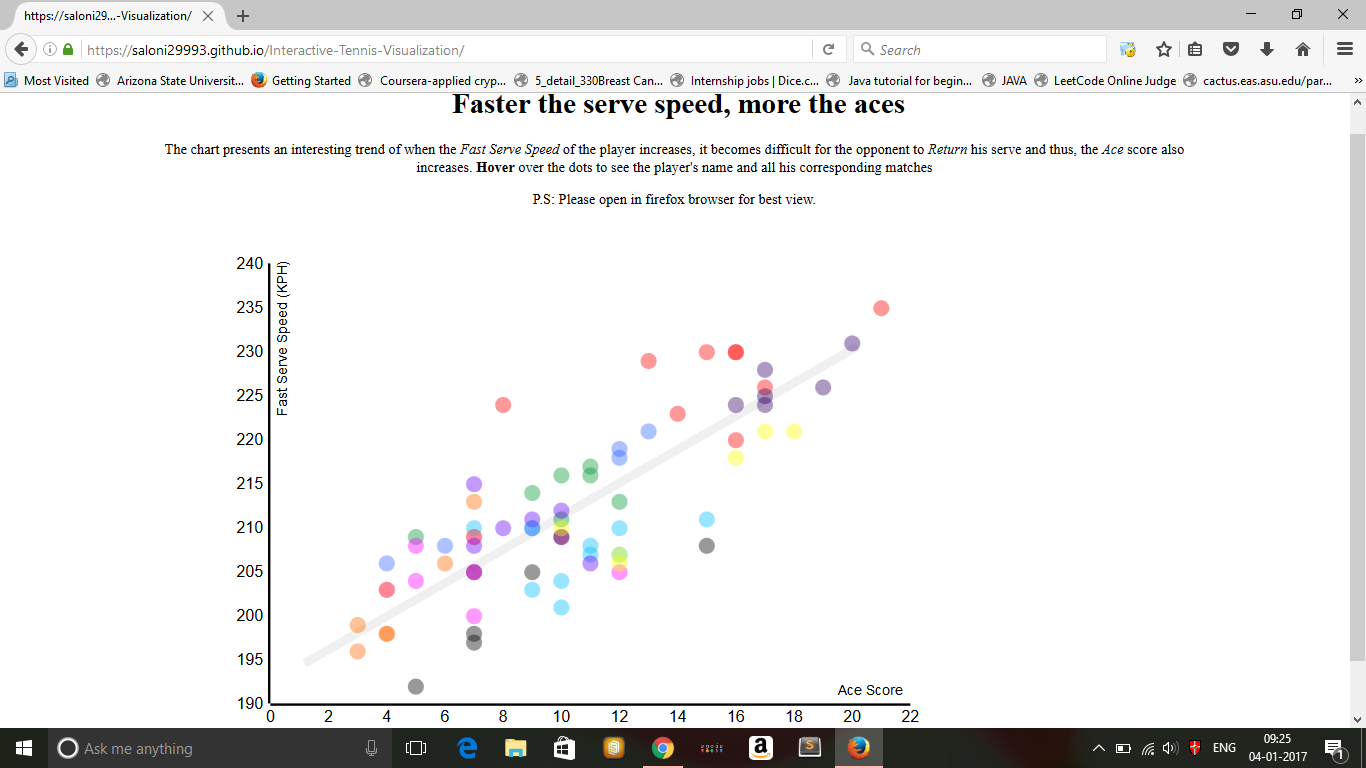 https://saloni29...-Visualization/
https://saloni29993.github.io/Interactive-Tennis-Visualization/
Search
Most Visited Arizona State Universit... Getting Started Coursera-applied cryp... 5_detail_330Breast Can... Internship jobs | Dice.c... Java tutorial for begin... JAVA LeetCode Online Judge cactus.eas.asu.edu/par...
Faster the serve speed, more the aces
The chart presents an interesting trend of when the Fast Serve Speed of the player increases, it becomes difficult for the opponent to Return his serve and thus, the Ace score also
increases. Hover over the dots to see the player's name and all his corresponding matches
P.S: Please open in firefox browser for best view.
Fast Serve Speed (KPH)
240
235
230
225
220
215
210
205
200
195
190
Ace Score
0 2 4 6 8 10 12 14 16 18 20 22
Ask me anything
ENG
09:25
04-01-2017
1